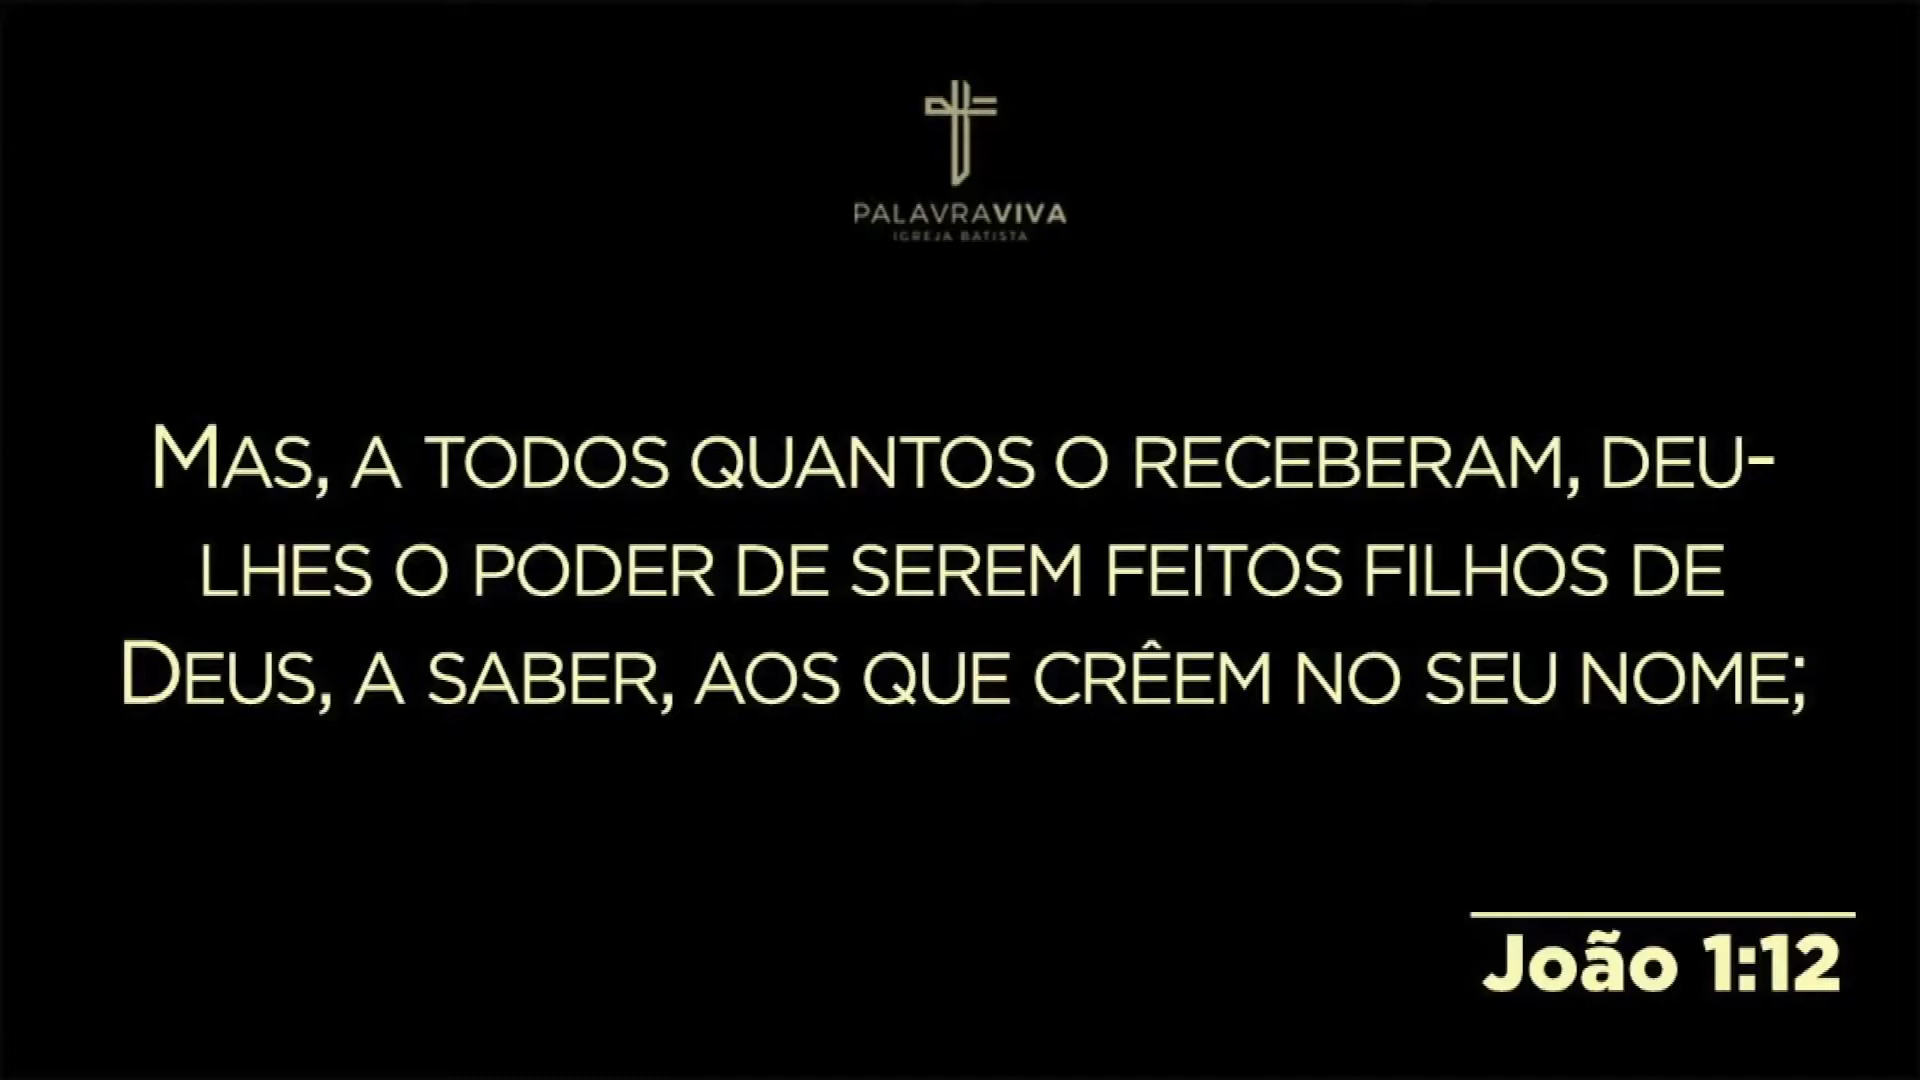 PALAVRAVIVA
IGREJA BATISTA
Mas, a todos quantos o receberam, deu-
lhes o poder de serem feitos filhos de
Deus, a saber, aos que crêem no seu nome;
João 1:12